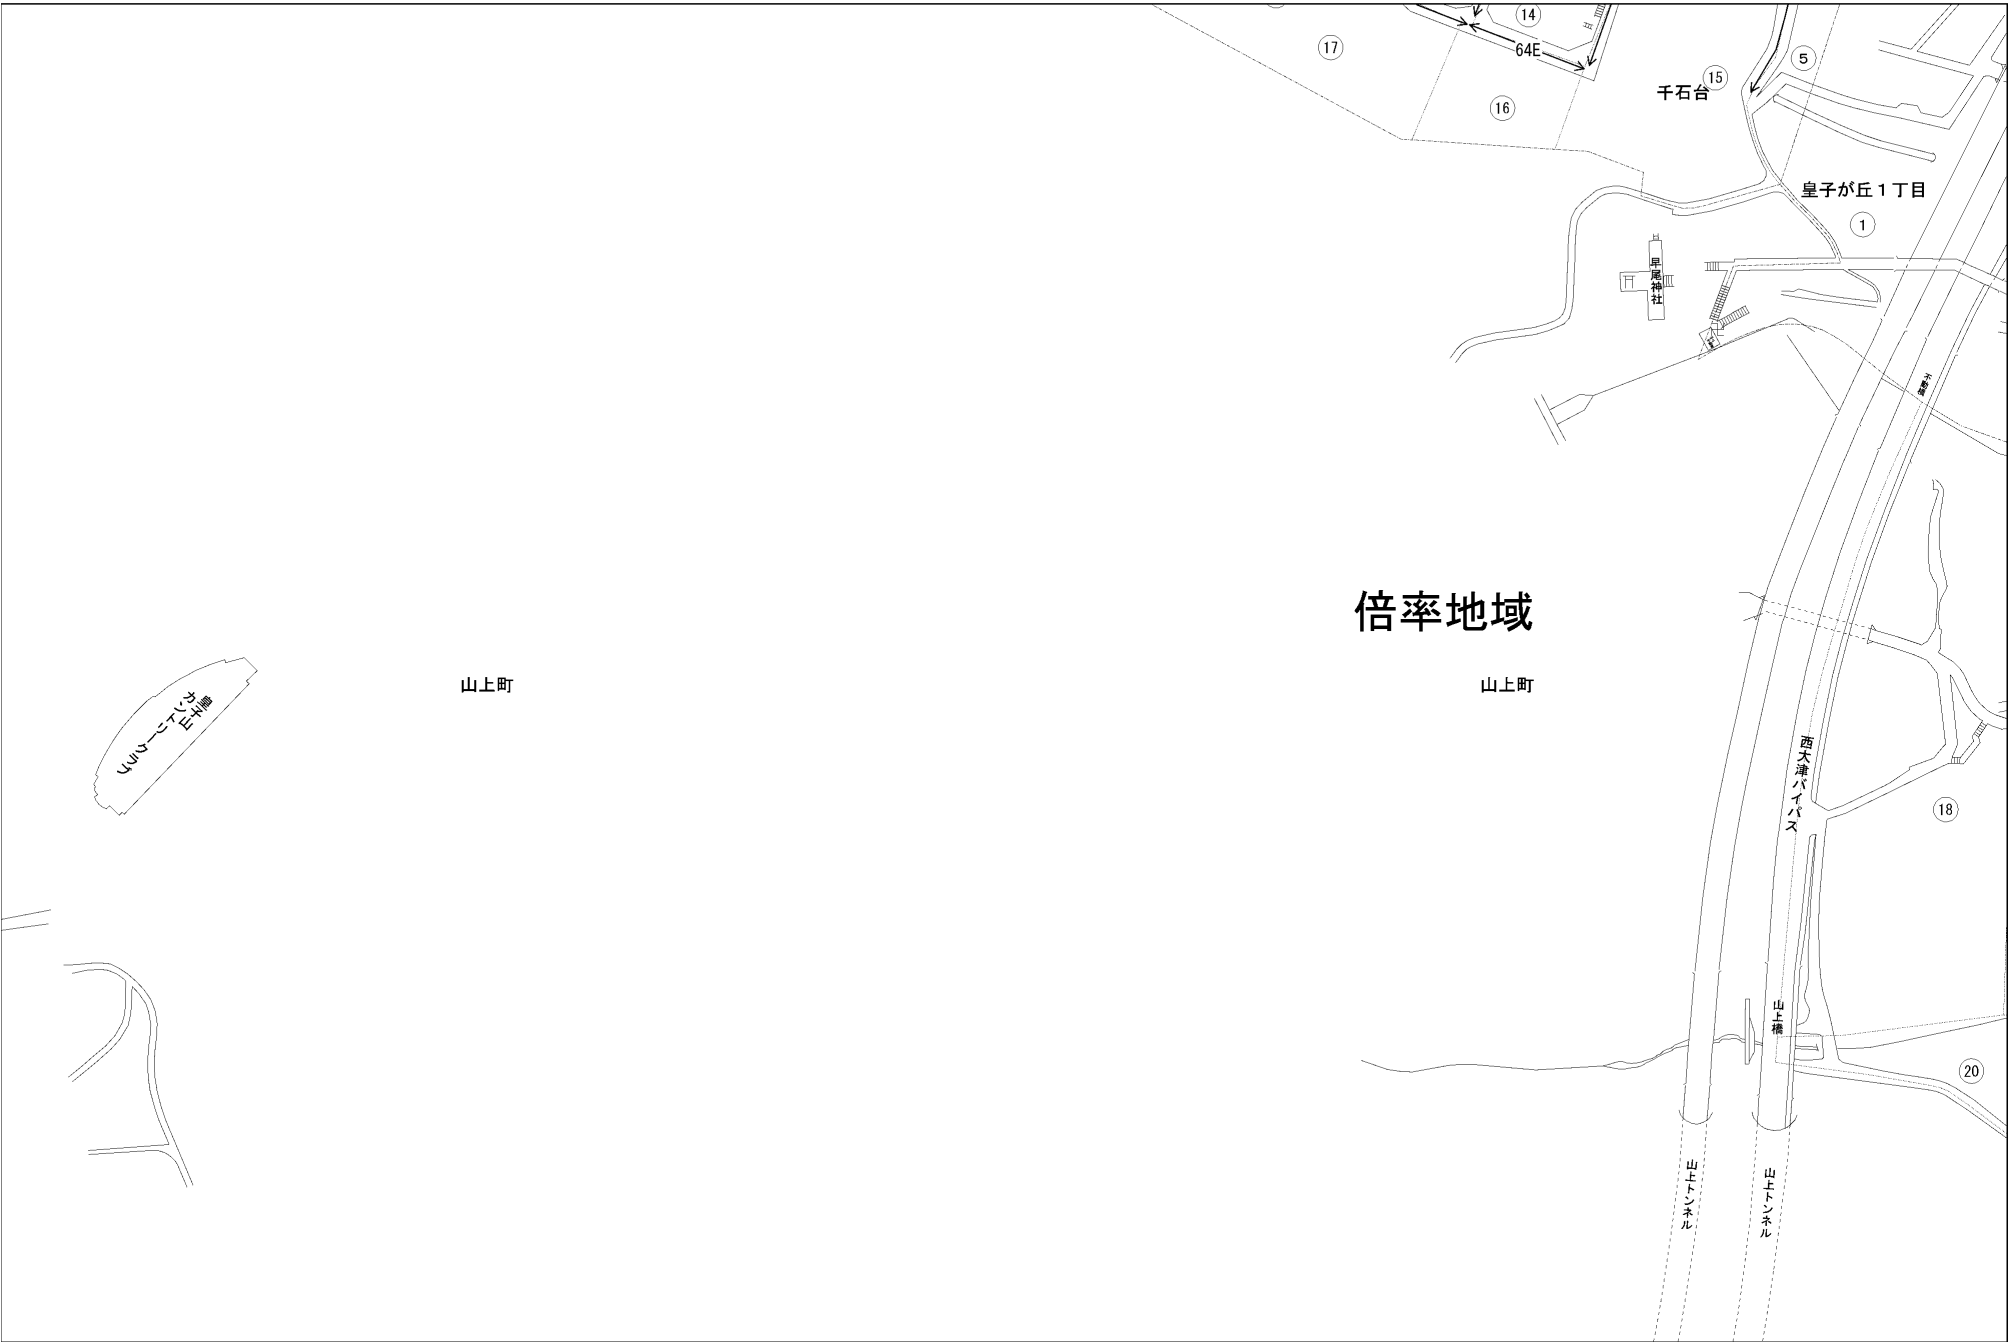 14
17
64E
5
15
千石台
16
皇子が丘１丁目
1
早尾神社
不動橋
倍率地域
山上町
山上町
皇子山
カントリークラブ
西大津バイパス
18
山上橋
20
山上トンネル
山上トンネル